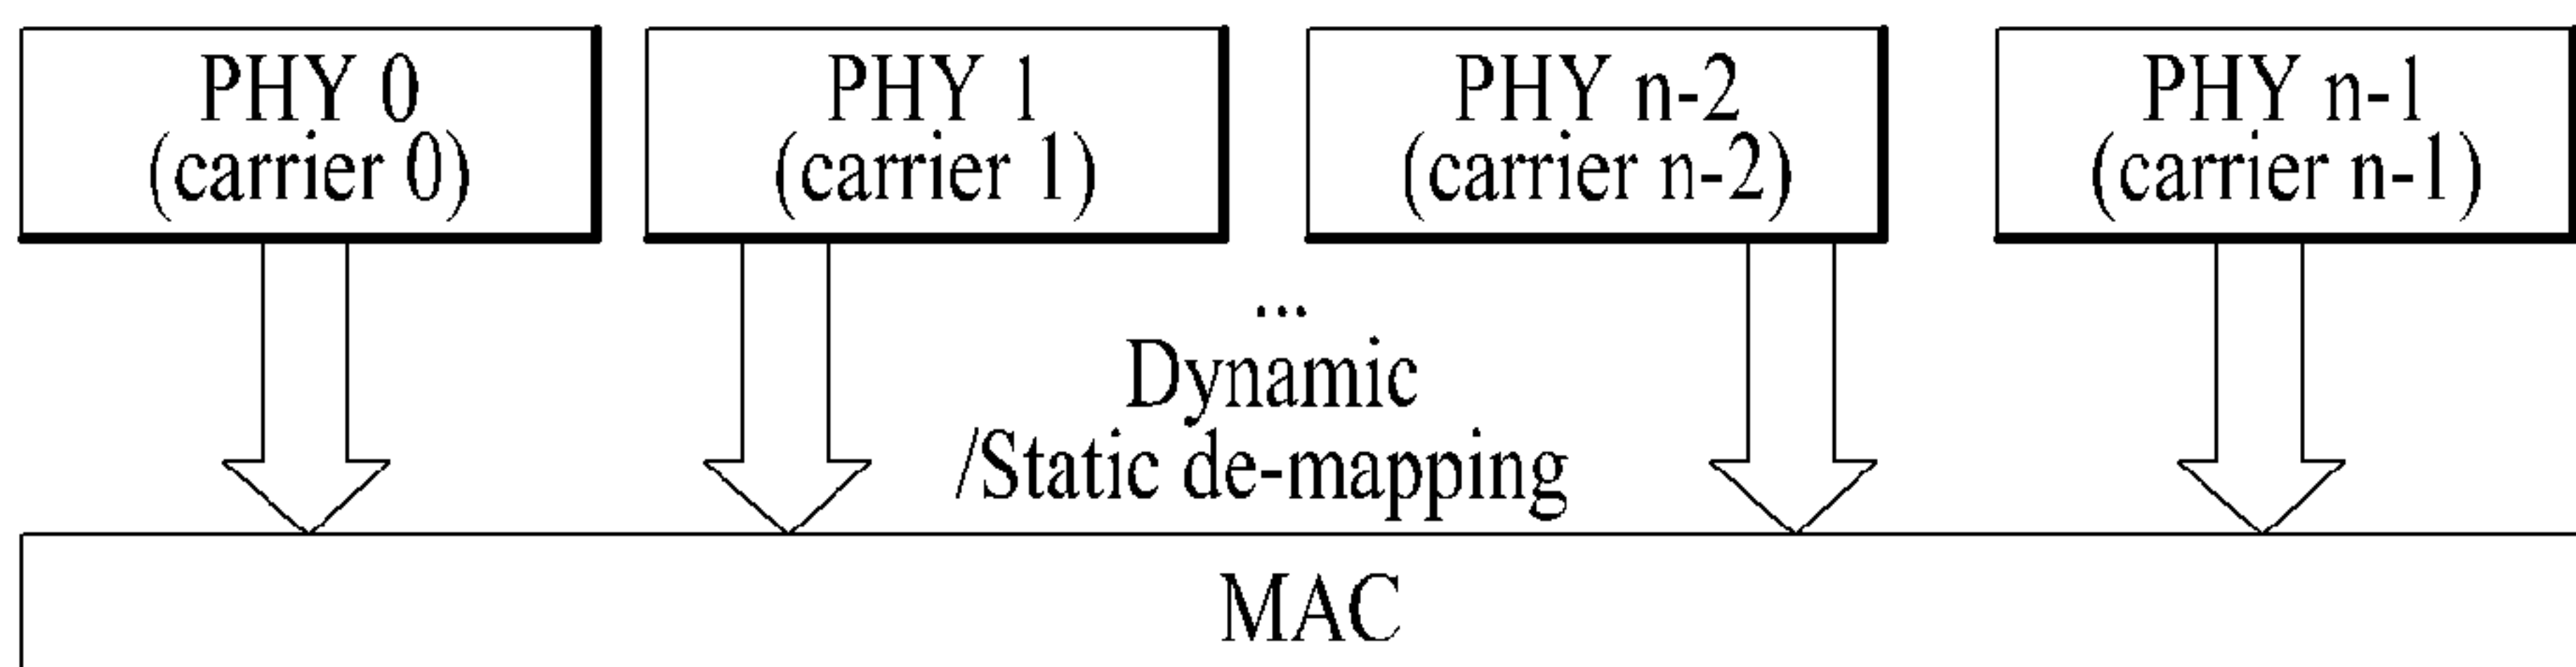 PHY 0
(carrier 0)
PHY 1
(carrier 1)
PHY n-2
(carrier n-2)
PHY n-1
(carrier n-1)
...
Dynamic
/Static de-mapping
MAC